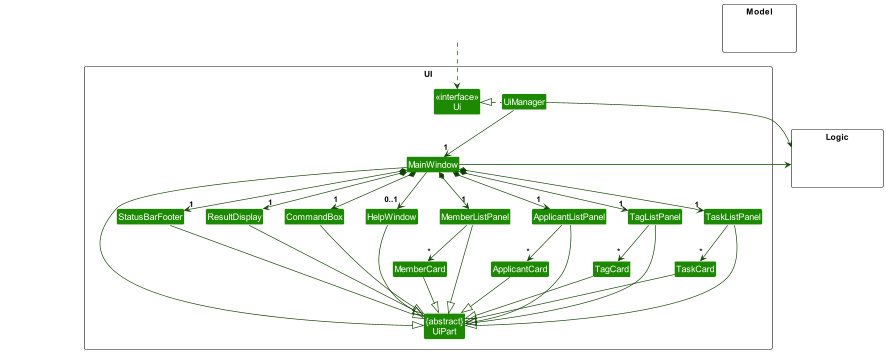 Model
UI
«interface»
Ui
UiManager
Logic
1
MainWindow
1
1
1
0..1
1
1
1
1
StatusBarFooter
ResultDisplay
CommandBox
HelpWindow
MemberListPanel
ApplicantListPanel
TagListPanel
TaskListPanel
*
*
*
*
MemberCard
ApplicantCard
TagCard
TaskCard
{abstract}
UiPart